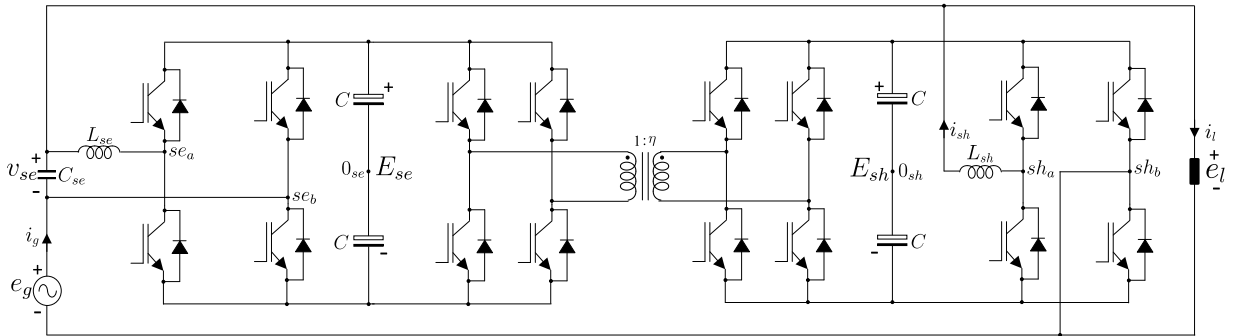 L_se
se_a
+
v_se
C_se
-
se_b
i_g
+
e_g
-
+
C
0_se
E_se
C
-
1:η
+
C
E_sh
0_sh
C
-
i_sh
L_sh
sh_a
sh_b
i_l
+
e_l
-